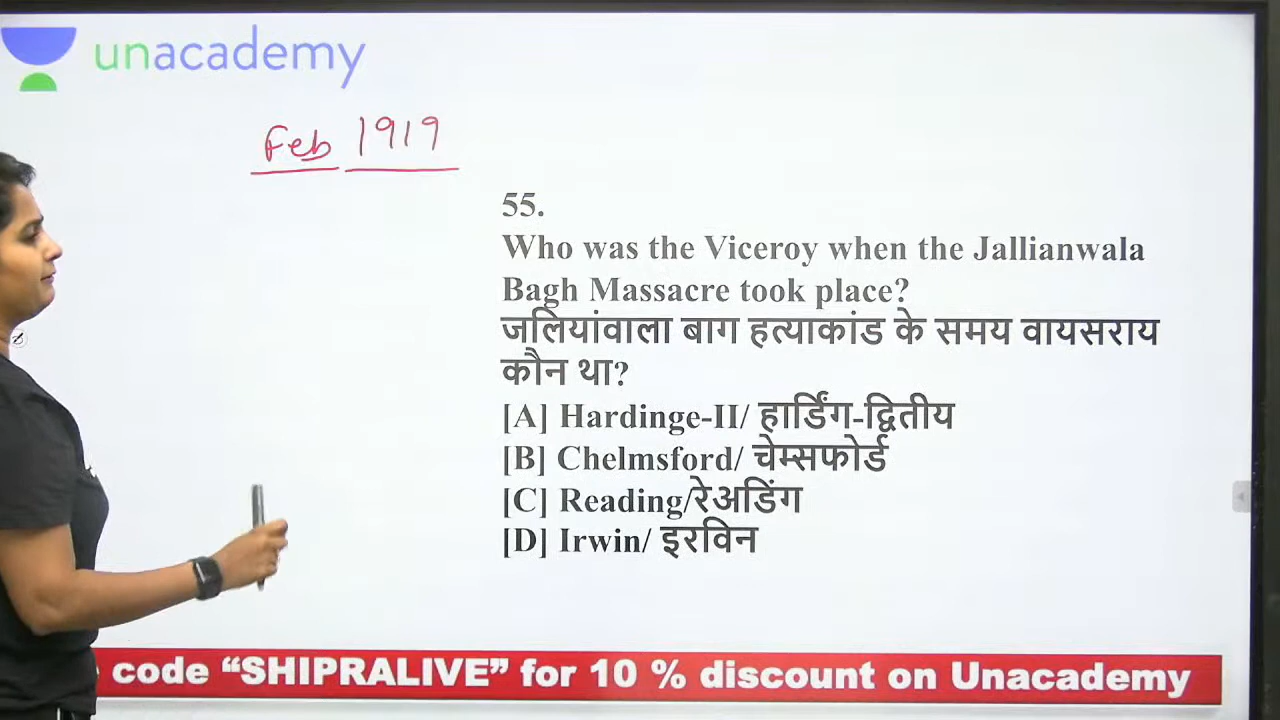 unacademy
Feb 1919
55.
Who was the Viceroy when the Jallianwala
Bagh Massacre took place?
जलियांवाला बाग हत्याकांड के समय वायसराय
कौन था?
[A] Hardinge-II/ हार्डिंग-द्वितीय
[B] Chelmsford/ चेम्सफोर्ड
[C] Reading/रेअडिंग
[D] Irwin/ इरविन
code “SHIPRALIVE” for 10 % discount on Unacademy